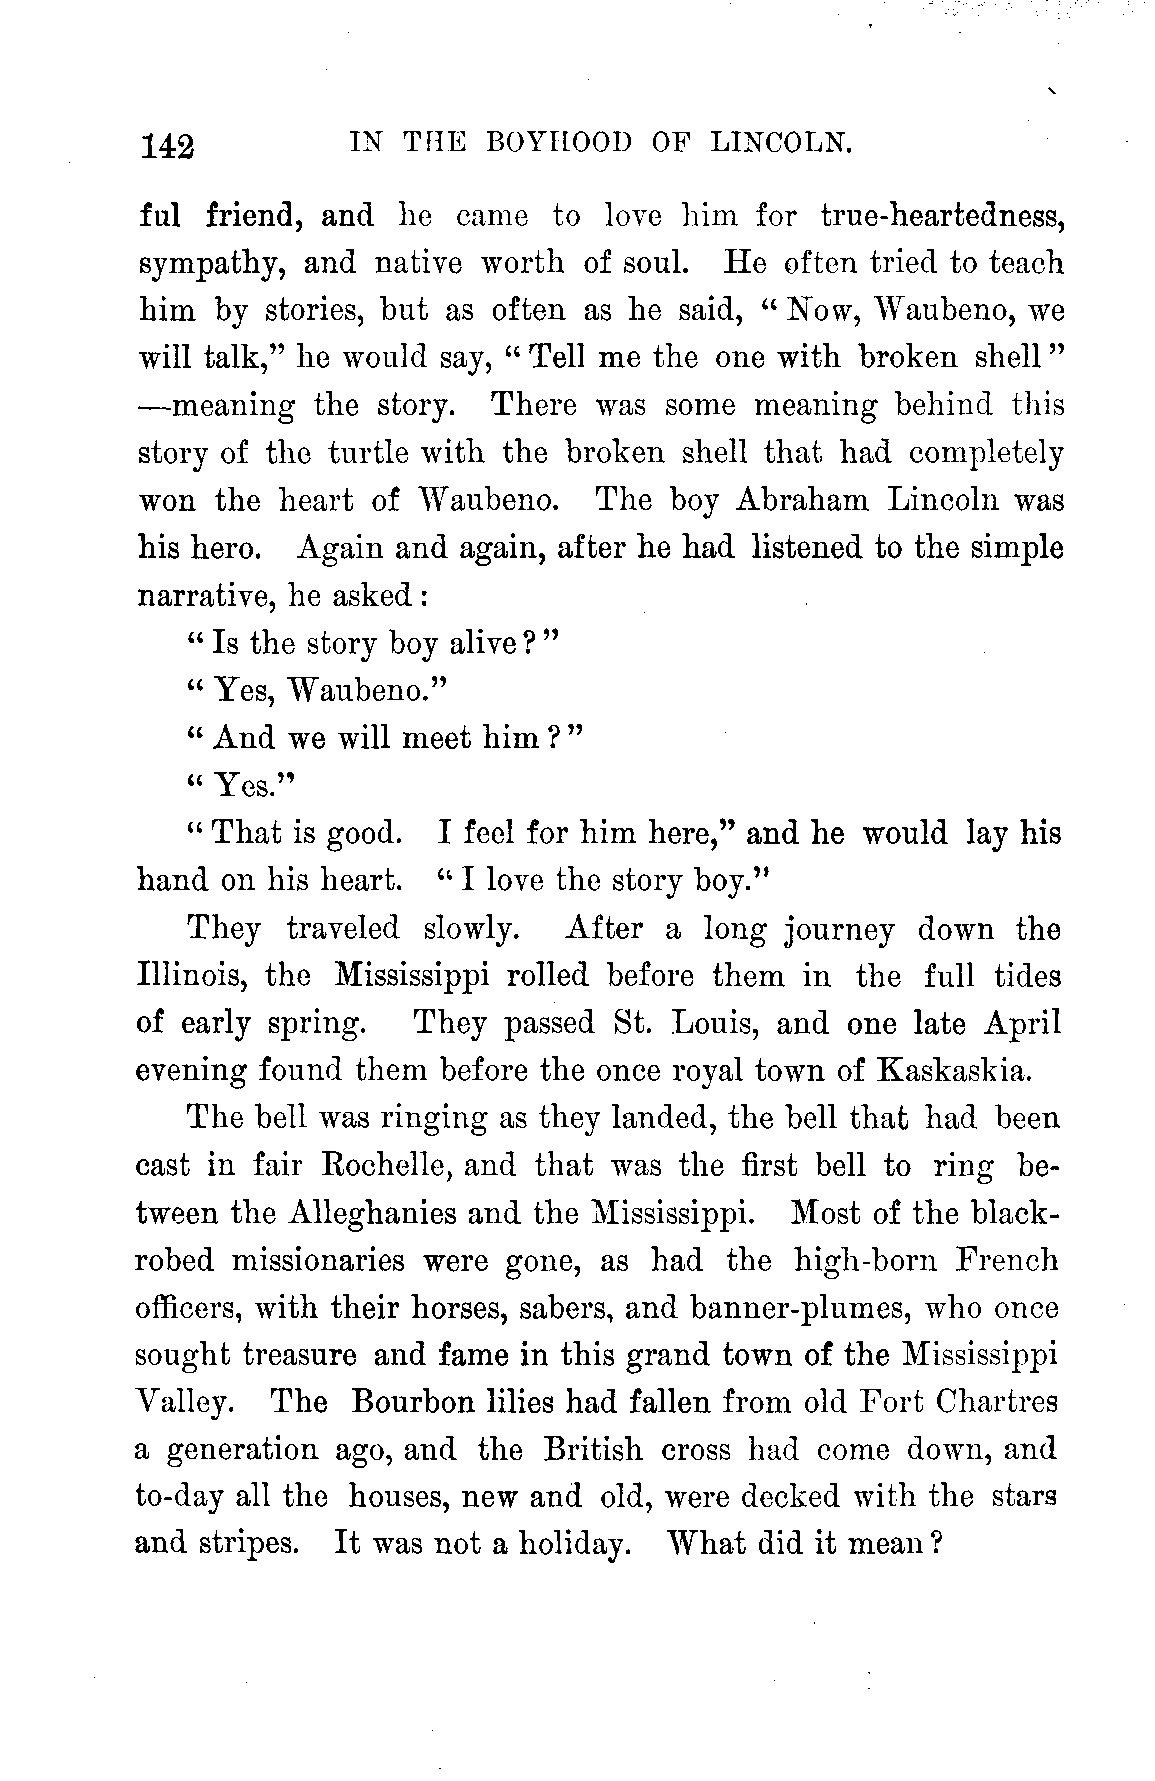 142 IN THE BOYHOOD OF LINCOLN.
ful friend, and he came to love him for true-heartedness,
sympathy, and native worth of soul. He often tried to teach
him by stories, but as often as he said, “Now, Waubeno, we
will talk,” he would say, “Tell me the one with broken shell”
—meaning the story. There was some meaning behind this
story of the turtle with the broken shell that had completely
won the heart of Waubeno. The boy Abraham Lincoln was
his hero. Again and again, after he had listened to the simple
narrative, he asked:
“Is the story boy alive?”
“Yes, Waubeno.”
“And we will meet him?”
“Yes.”
“That is good. I feel for him here,” and he would lay his
hand on his heart. “I love the story boy.”
They traveled slowly. After a long journey down the
Illinois, the Mississippi rolled before them in the full tides
of early spring. They passed St. Louis, and one late April
evening found them before the once royal town of Kaskaskia.
The bell was ringing as they landed, the bell that had been
cast in fair Rochelle, and that was the first bell to ring be-
tween the Alleghanies and the Mississippi. Most of the black-
robed missionaries were gone, as had the high-born French
officers, with their horses, sabers, and banner-plumes, who once
sought treasure and fame in this grand town of the Mississippi
Valley. The Bourbon lilies had fallen from old Fort Chartres
a generation ago, and the British cross had come down, and
to-day all the houses, new and old, were decked with the stars
and stripes. It was not a holiday. What did it mean?